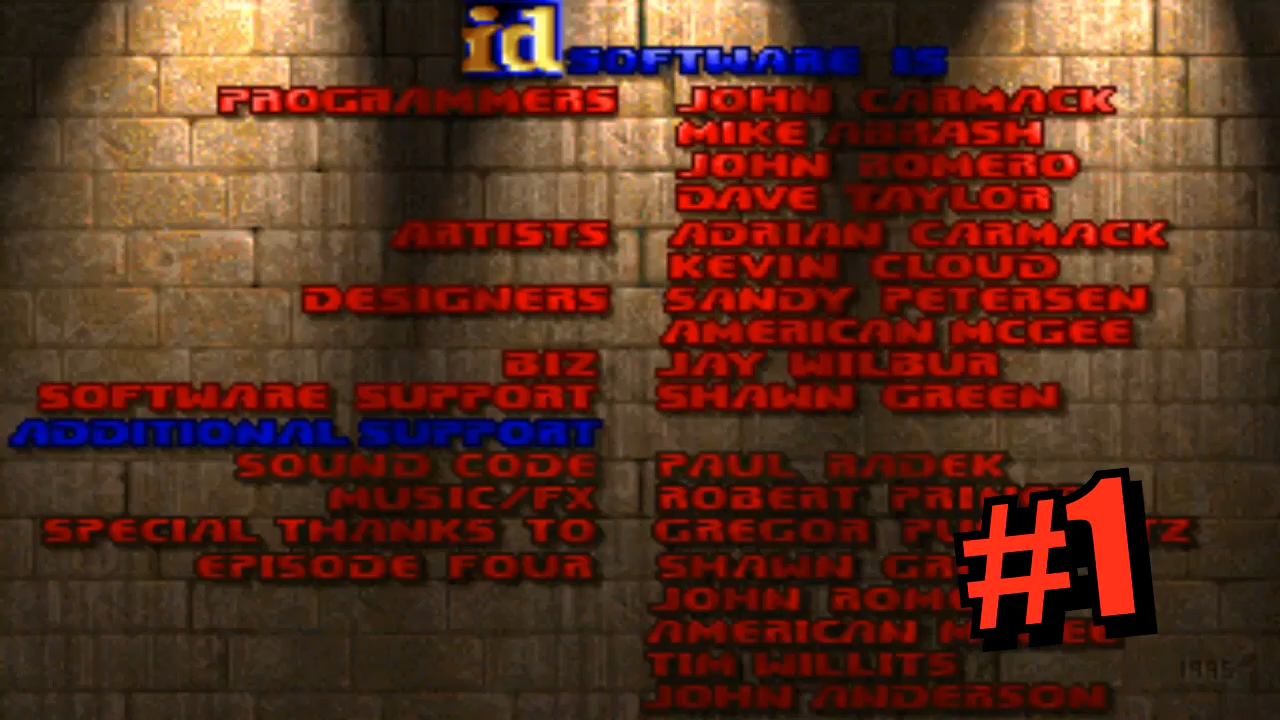 id SOFTWARE IS
PROGRAMMERS JOHN CARMACK
MIKE ABRASH
JOHN ROMERO
DAVE TAYLOR
ARTISTS ADRIAN CARMACK
KEVIN CLOUD
DESIGNERS SANDY PETERSEN
AMERICAN MCGEE
BIZ JAY WILBUR
SOFTWARE SUPPORT SHAWN GREEN
ADDITIONAL SUPPORT
SOUND CODE PAUL RADEK
MUSIC/FX ROBERT
SPECIAL THANKS TO GREGOR
EPISODE FOUR SHAWN
JOHN
AMERICAN
TIM WILLITS
JOHN ANDERSON
#1
1995